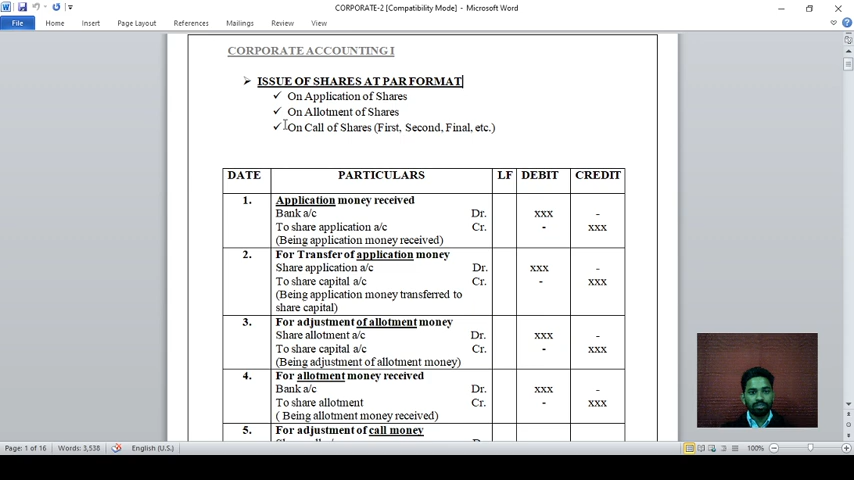 CORPORATE-2 [Compatibility Mode] - Microsoft Word
File Home Insert Page Layout References Mailings Review View
CORPORATE ACCOUNTING I
ISSUE OF SHARES AT PAR FORMAT
On Application of Shares
On Allotment of Shares
On Call of Shares (First, Second, Final, etc.)
DATE PARTICULARS LF DEBIT CREDIT
1. Application money received
Bank a/c Dr. xxx -
To share application a/c Cr. - xxx
(Being application money received)
2. For Transfer of application money
Share application a/c Dr. xxx -
To share capital a/c Cr. - xxx
(Being application money transferred to
share capital)
3. For adjustment of allotment money
Share allotment a/c Dr. xxx -
To share capital a/c Cr. - xxx
(Being adjustment of allotment money)
4. For allotment money received
Bank a/c Dr. xxx -
To share allotment Cr. - xxx
( Being allotment money received)
5. For adjustment of call money
Page: 1 of 16 Words: 3,538 English (U.S.) 100%